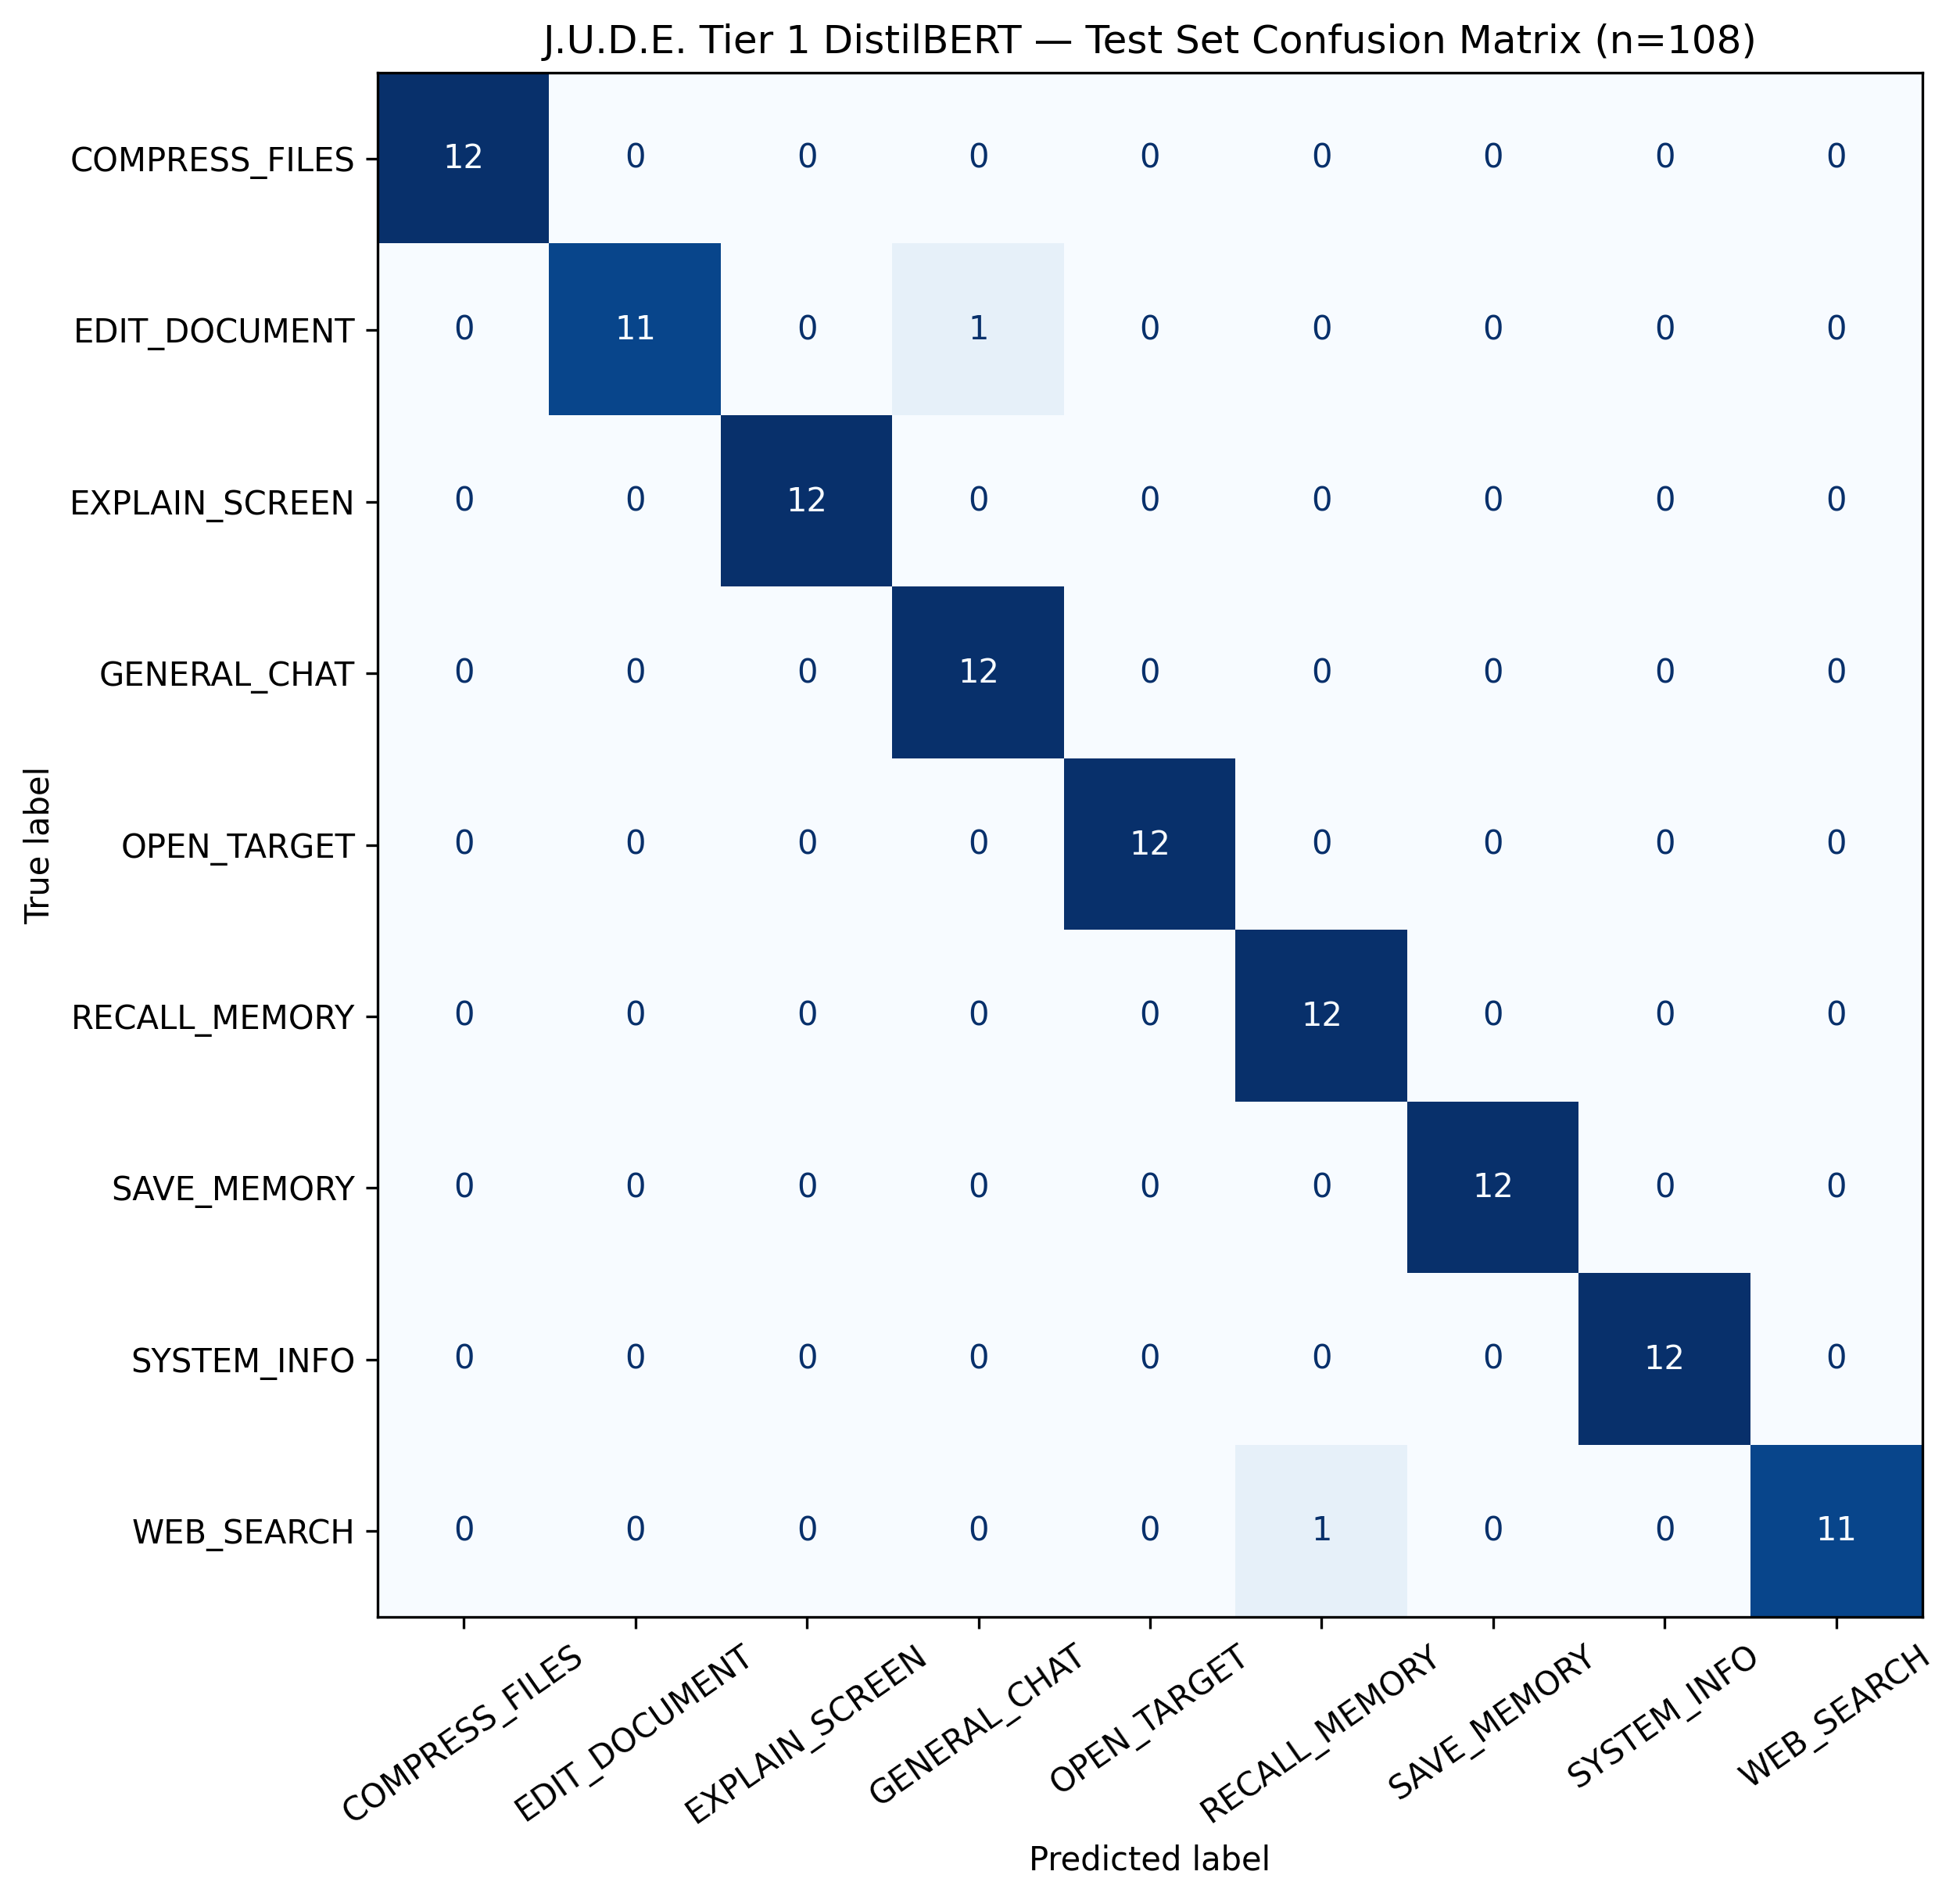 J.U.D.E. Tier 1 DistilBERT — Test Set Confusion Matrix (n=108)
True label
COMPRESS_FILES 12 0 0 0 0 0 0 0 0
EDIT_DOCUMENT 0 11 0 1 0 0 0 0 0
EXPLAIN_SCREEN 0 0 12 0 0 0 0 0 0
GENERAL_CHAT 0 0 0 12 0 0 0 0 0
OPEN_TARGET 0 0 0 0 12 0 0 0 0
RECALL_MEMORY 0 0 0 0 0 12 0 0 0
SAVE_MEMORY 0 0 0 0 0 0 12 0 0
SYSTEM_INFO 0 0 0 0 0 0 0 12 0
WEB_SEARCH 0 0 0 0 0 1 0 0 11
COMPRESS_FILES EDIT_DOCUMENT EXPLAIN_SCREEN GENERAL_CHAT OPEN_TARGET RECALL_MEMORY SAVE_MEMORY SYSTEM_INFO WEB_SEARCH
Predicted label